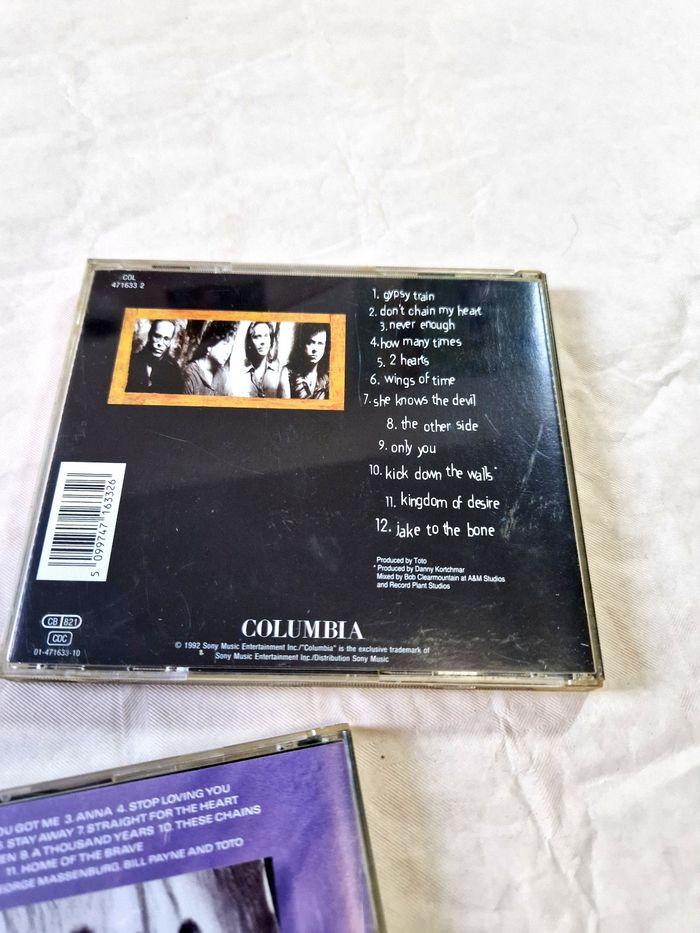 COL
471633 2
1. gypsy train
2. don't chain my heart
3. never enough
4. how many times
5. 2 hearts
6. wings of time
7. she knows the devil
8. the other side
9. only you
10. kick down the walls*
11. kingdom of desire
12. jake to the bone
Produced by Toto
* Produced by Danny Kortchmar
Mixed by Bob Clearmountain at A&M Studios
and Record Plant Studios
5 099747 163326
CB 821
CDC
01-471633-10
COLUMBIA
© 1992 Sony Music Entertainment Inc./"Columbia" is the exclusive trademark of
Sony Music Entertainment Inc./Distribution Sony Music
GOT ME 3. ANNA 4. STOP LOVING YOU
STAY AWAY 7. STRAIGHT FOR THE HEART
9. A THOUSAND YEARS 10. THESE CHAINS
11. HOME OF THE BRAVE
MASSENBURG, BILL PAYNE AND TOTO